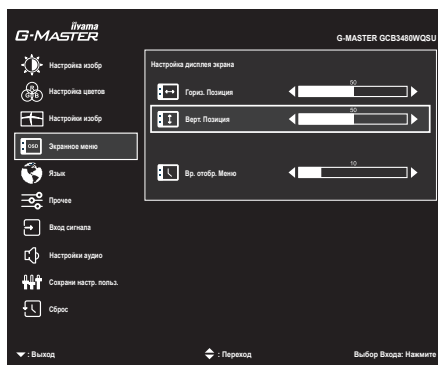 iiyama
G-MASTER
G-MASTER GCB3480WQSU
Настройка изобр
Настройка цветов
R
G B
Настройки изобр
OSD
Экранное меню
Язык
Прочее
Вход сигнала
Настройки аудио
Сохрани настр. польз.
Сброс
Настройка дисплея экрана
Гориз. Позиция
50
Верт. Позиция
50
Вр. отобр. Меню
10
: Выход
: Переход
Выбор Входа: Нажмите